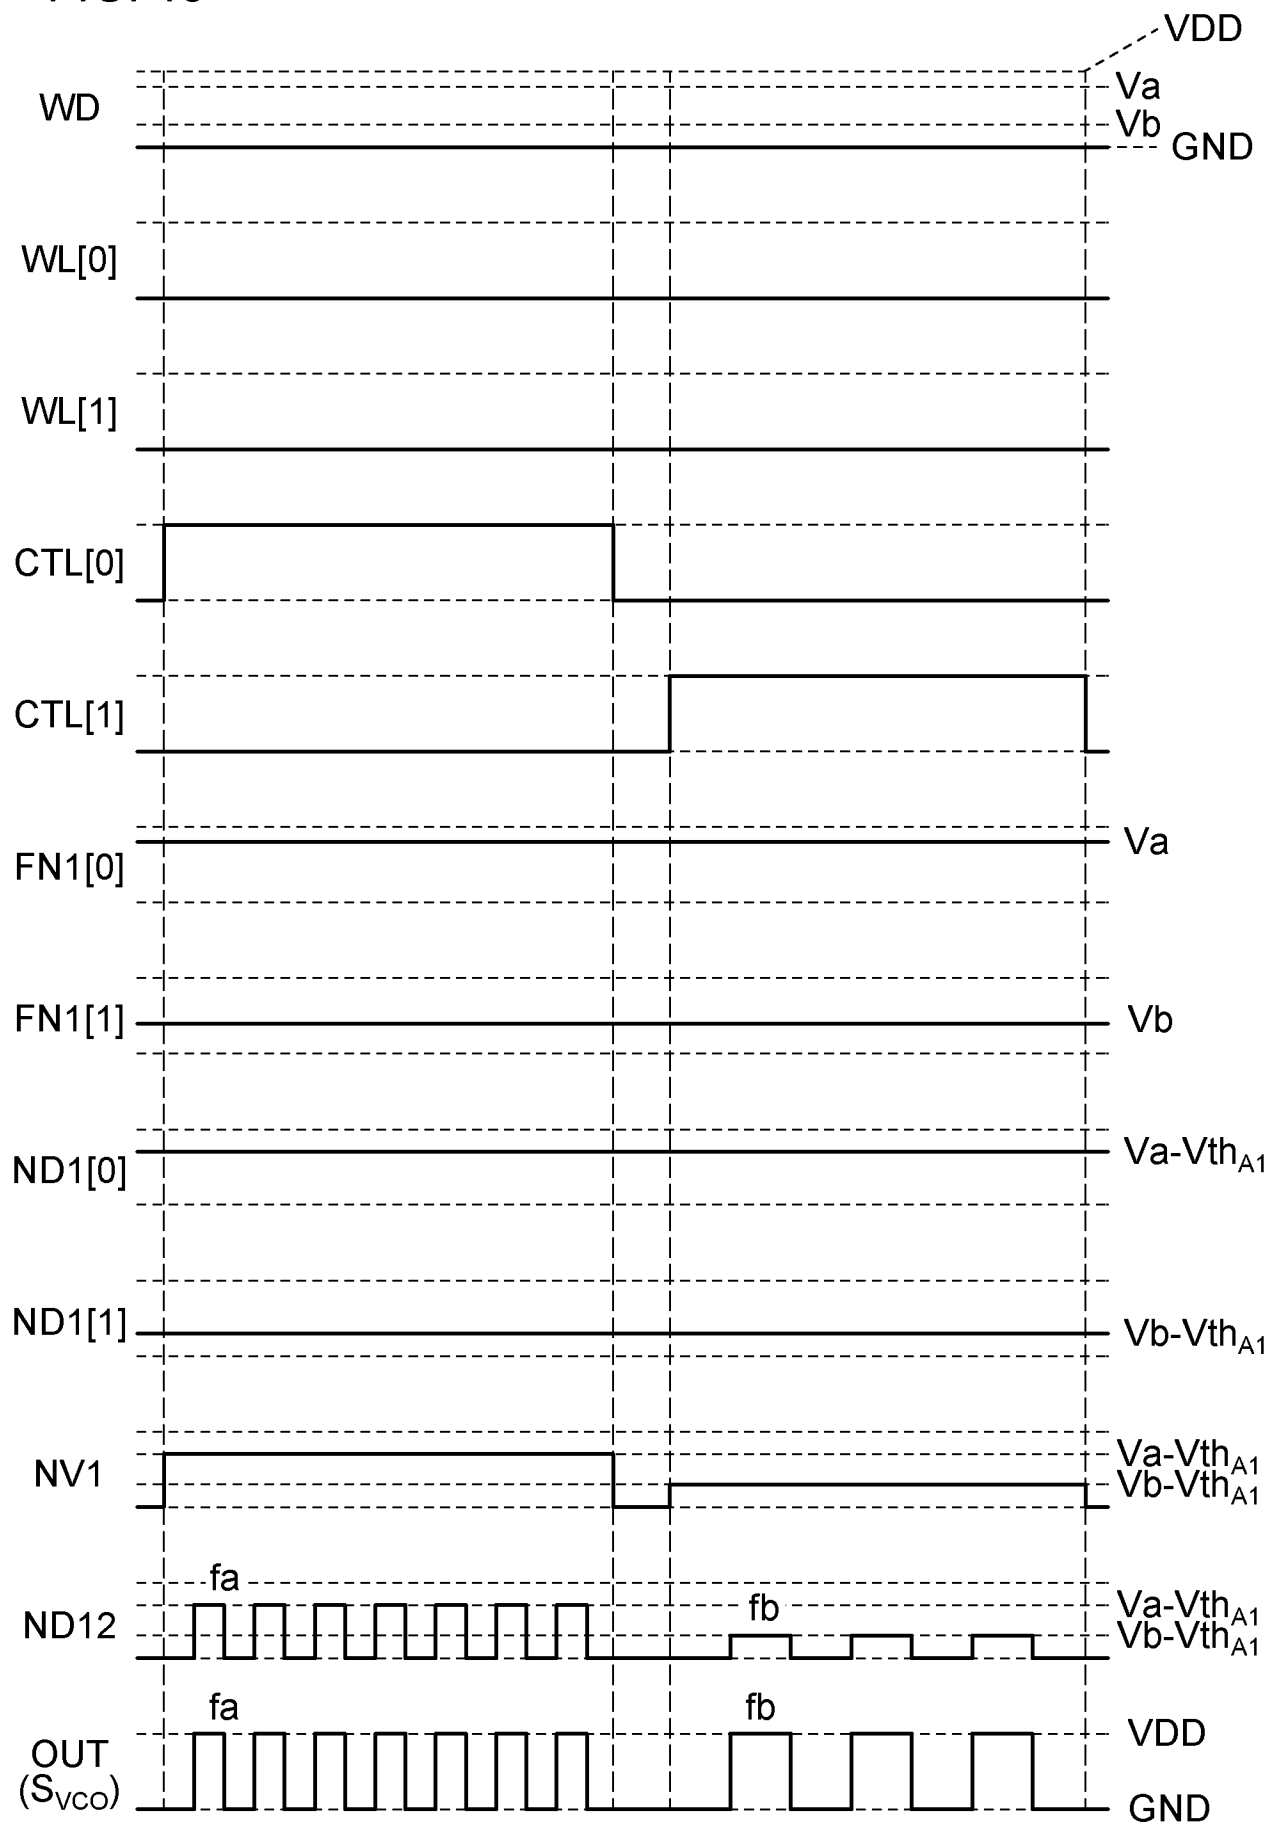 VDD
WD
Va
Vb
GND
WL[0]
WL[1]
CTL[0]
CTL[1]
FN1[0]
Va
FN1[1]
Vb
ND1[0]
Va-VthA1
ND1[1]
Vb-VthA1
NV1
Va-VthA1
Vb-VthA1
fa
fb
ND12
Va-VthA1
Vb-VthA1
fa
fb
VDD
OUT
(SVCO)
GND